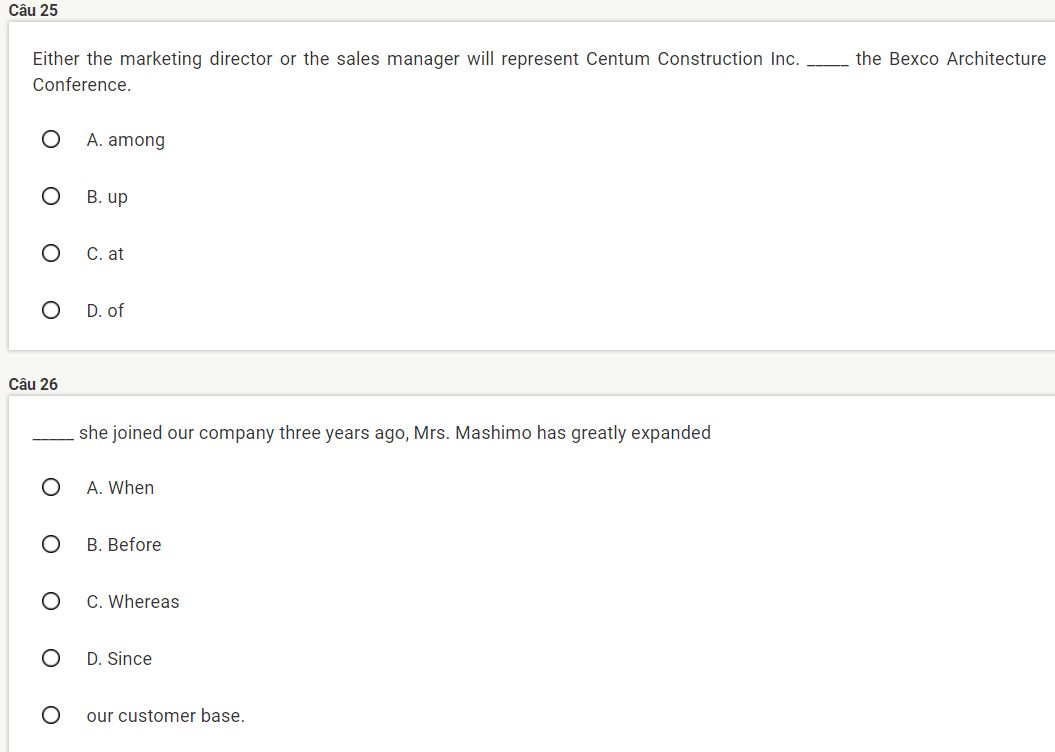 Câu 25
Either the marketing director or the sales manager will represent Centum Construction Inc. _____ the Bexco Architecture
Conference.
A. among
B. up
C. at
D. of
Câu 26
_____ she joined our company three years ago, Mrs. Mashimo has greatly expanded
A. When
B. Before
C. Whereas
D. Since
our customer base.